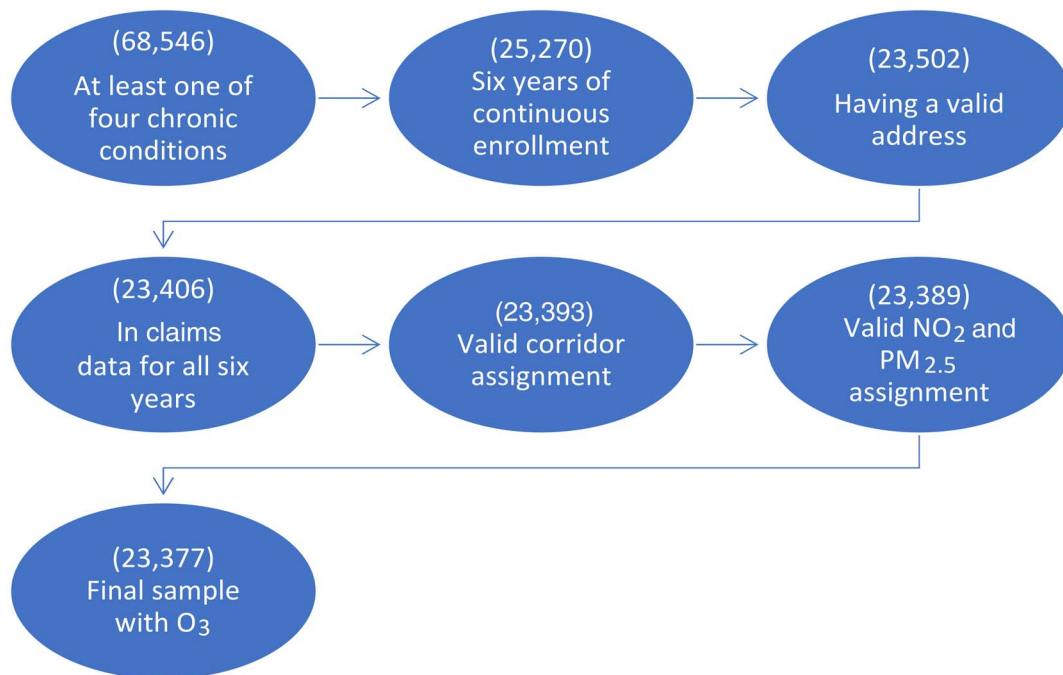 (68,546)
At least one of
four chronic
conditions
(25,270)
Six years of
continuous
enrollment
(23,502)
Having a valid
address
(23,406)
In claims
data for all six
years
(23,393)
Valid corridor
assignment
(23,389)
Valid NO₂ and
PM₂.₅
assignment
(23,377)
Final sample
with O₃